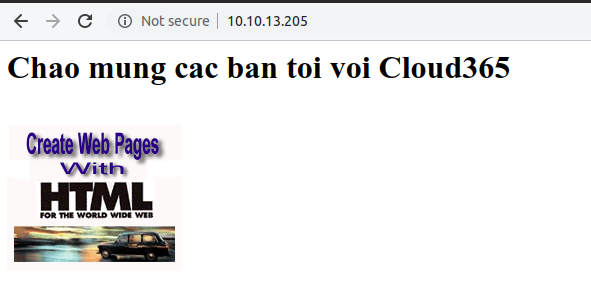 Not secure 10.10.13.205
Chao mung cac ban toi voi Cloud365
Create Web Pages
With
HTML
FOR THE WORLD WIDE WEB